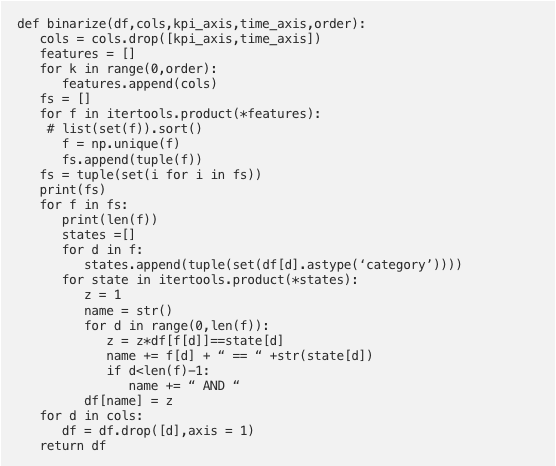 def binarize(df,cols,kpi_axis,time_axis,order):
   cols = cols.drop([kpi_axis,time_axis])
   features = []
   for k in range(0,order):
      features.append(cols)
   fs = []
   for f in itertools.product(*features):
    # list(set(f)).sort()
      f = np.unique(f)
      fs.append(tuple(f))
   fs = tuple(set(i for i in fs))
   print(fs)
   for f in fs:
      print(len(f))
      states =[]
      for d in f:
         states.append(tuple(set(df[d].astype(‘category’))))
      for state in itertools.product(*states):
         z = 1
         name = str()
         for d in range(0,len(f)):
            z = z*df[f[d]]==state[d]
            name += f[d] + “ == “ +str(state[d])
            if d<len(f)-1:
               name += “ AND “
         df[name] = z
   for d in cols:
      df = df.drop([d],axis = 1)
   return df